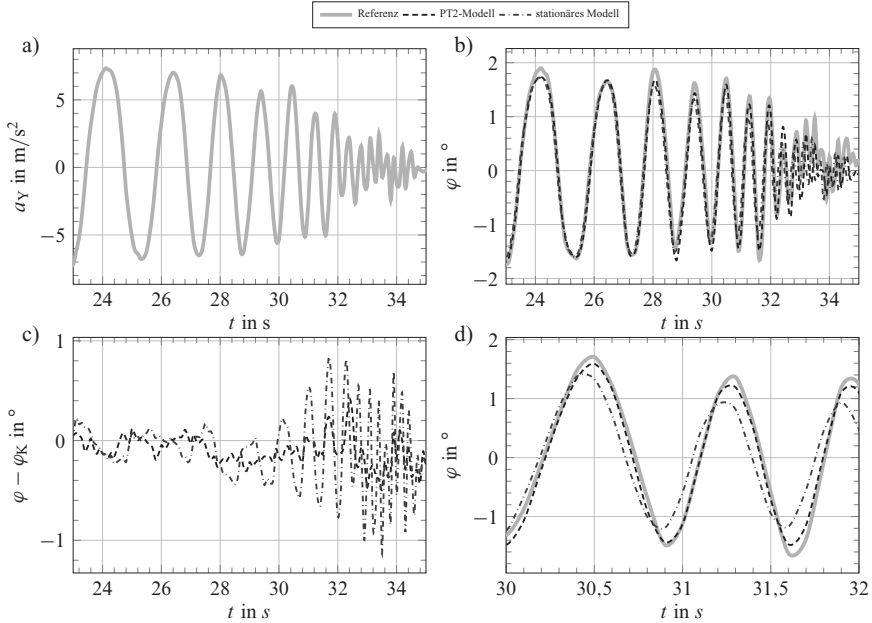 Referenz PT2-Modell stationäres Modell
a)
a_Y in m/s²
5
0
−5
24 26 28 30 32 34
t in s
b)
φ in °
2
1
0
−1
−2
24 26 28 30 32 34
t in s
c)
φ − φ_K in °
1
0
−1
24 26 28 30 32 34
t in s
d)
φ in °
2
1
0
−1
30 30,5 31 31,5 32
t in s